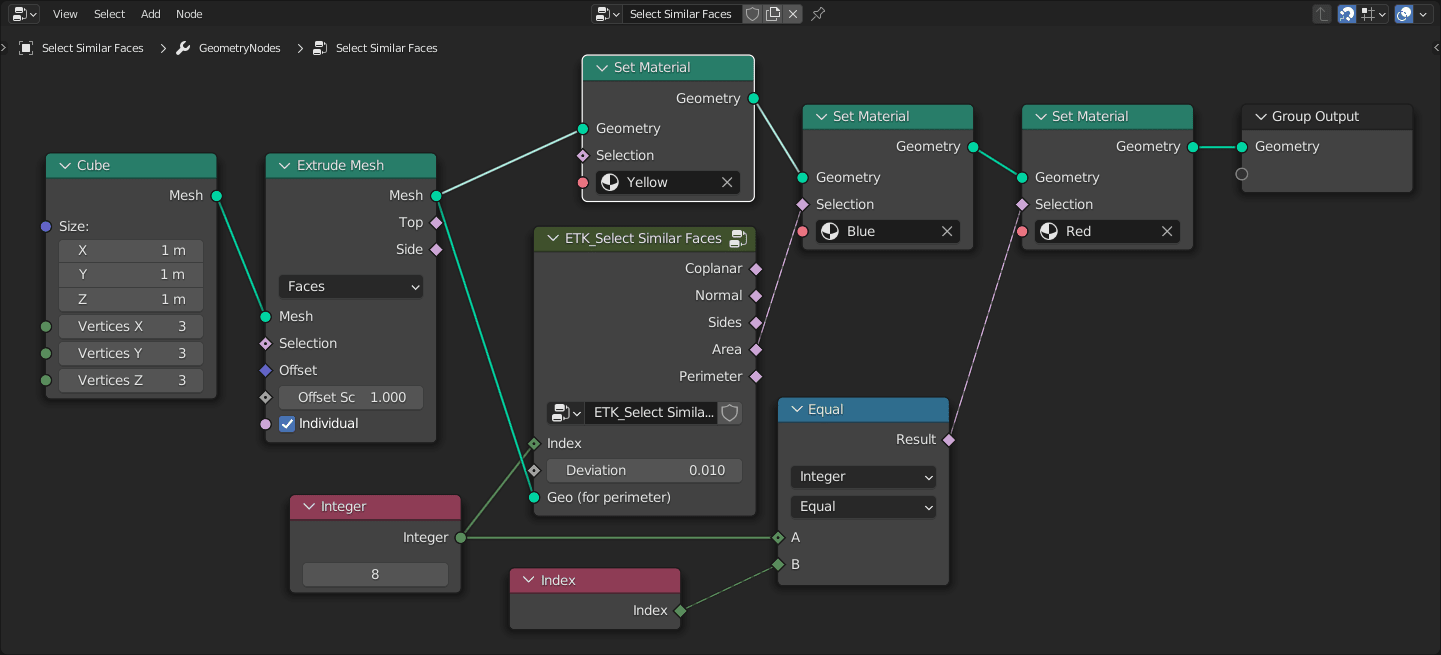 View Select Add Node
Select Similar Faces
Select Similar Faces GeometryNodes Select Similar Faces
Cube
Mesh
Size:
X 1 m
Y 1 m
Z 1 m
Vertices X 3
Vertices Y 3
Vertices Z 3
Extrude Mesh
Mesh
Top
Side
Faces
Mesh
Selection
Offset
Offset Sc 1.000
Individual
Integer
Integer
8
Set Material
Geometry
Geometry
Selection
Yellow
ETK_Select Similar Faces
Coplanar
Normal
Sides
Area
Perimeter
ETK_Select Simila...
Index
Deviation 0.010
Geo (for perimeter)
Index
Index
Set Material
Geometry
Geometry
Selection
Blue
Equal
Result
Integer
Equal
A
B
Set Material
Geometry
Geometry
Selection
Red
Group Output
Geometry